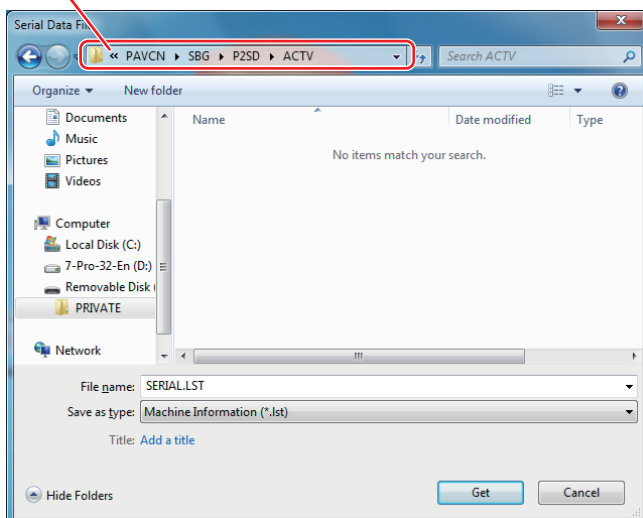 Serial Data Fil
« PAVCN ▸ SBG ▸ P2SD ▸ ACTV
Search ACTV
Organize ▾ New folder
Name Date modified Type
No items match your search.
Documents
Music
Pictures
Videos
Computer
Local Disk (C:)
7-Pro-32-En (D:)
Removable Disk (
PRIVATE
Network
File name: SERIAL.LST
Save as type: Machine Information (*.lst)
Title: Add a title
Hide Folders Get Cancel